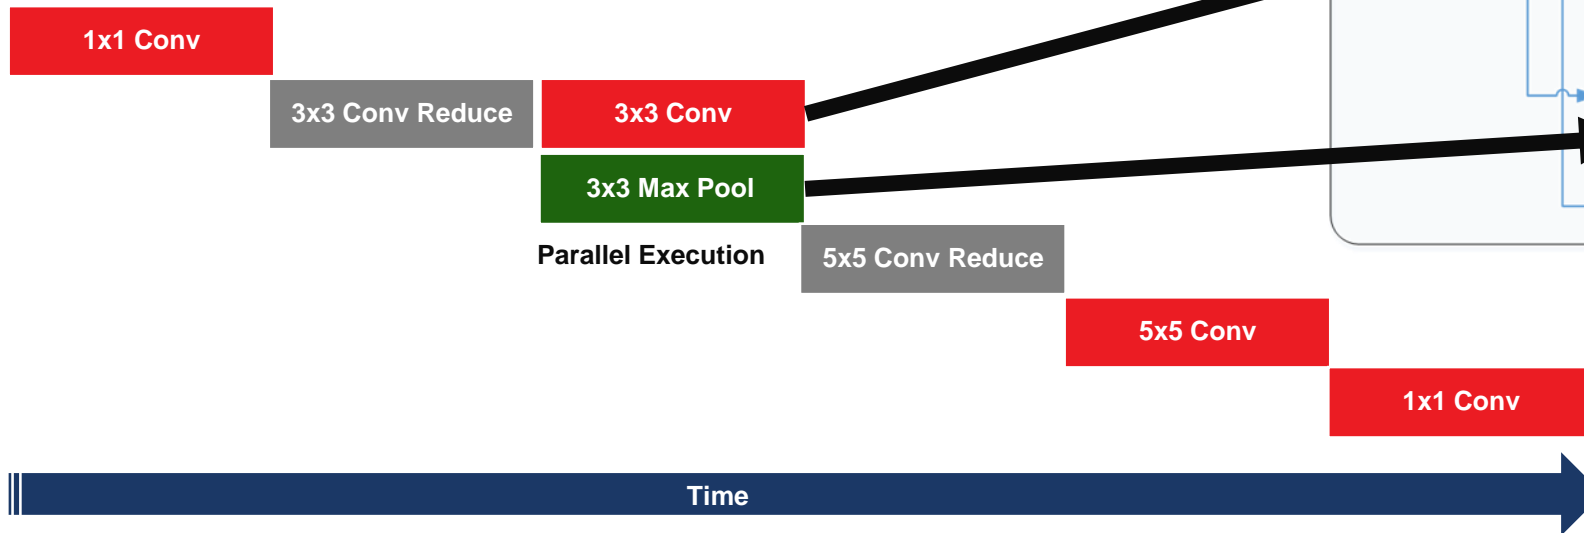 1x1 Conv
3x3 Conv Reduce
3x3 Conv
3x3 Max Pool
Parallel Execution
5x5 Conv Reduce
5x5 Conv
1x1 Conv
Time